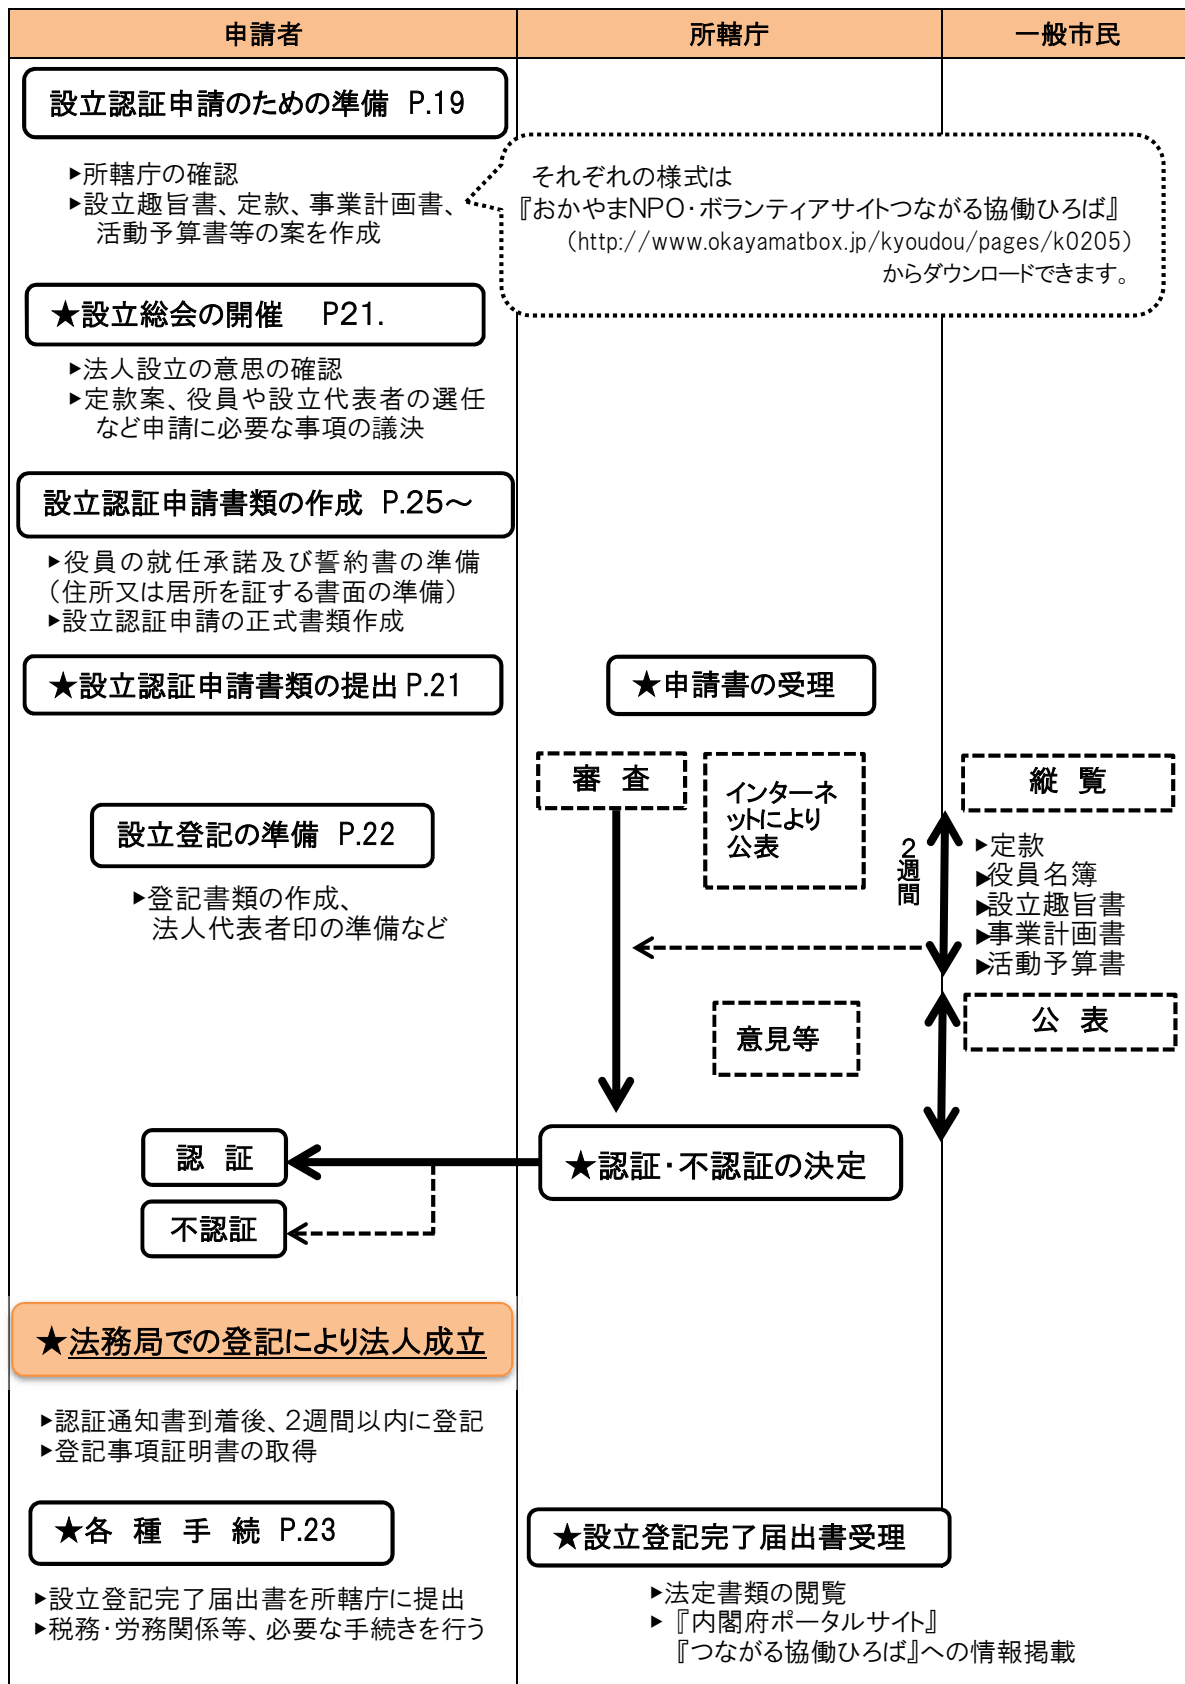 申請者
所轄庁
一般市民
設立認証申請のための準備 P.19
▶所轄庁の確認
▶設立趣旨書、定款、事業計画書、
活動予算書等の案を作成
それぞれの様式は
『おかやまNPO・ボランティアサイトつながる協働ひろば』
(http://www.okayamatbox.jp/kyoudou/pages/k0205)
からダウンロードできます。
★設立総会の開催 P21.
▶法人設立の意思の確認
▶定款案、役員や設立代表者の選任
など申請に必要な事項の議決
設立認証申請書類の作成 P.25～
▶役員の就任承諾及び誓約書の準備
（住所又は居所を証する書面の準備）
▶設立認証申請の正式書類作成
★設立認証申請書類の提出 P.21
★申請書の受理
審 査
インターネ
ットにより
公表
縦 覧
2週間
▶定款
▶役員名簿
▶設立趣旨書
▶事業計画書
▶活動予算書
設立登記の準備 P.22
▶登記書類の作成、
法人代表者印の準備など
意見等
公 表
★認証・不認証の決定
認 証
不認証
★法務局での登記により法人成立
▶認証通知書到着後、2週間以内に登記
▶登記事項証明書の取得
★各 種 手 続 P.23
▶設立登記完了届出書を所轄庁に提出
▶税務・労務関係等、必要な手続きを行う
★設立登記完了届出書受理
▶法定書類の閲覧
▶『内閣府ポータルサイト』
『つながる協働ひろば』への情報掲載